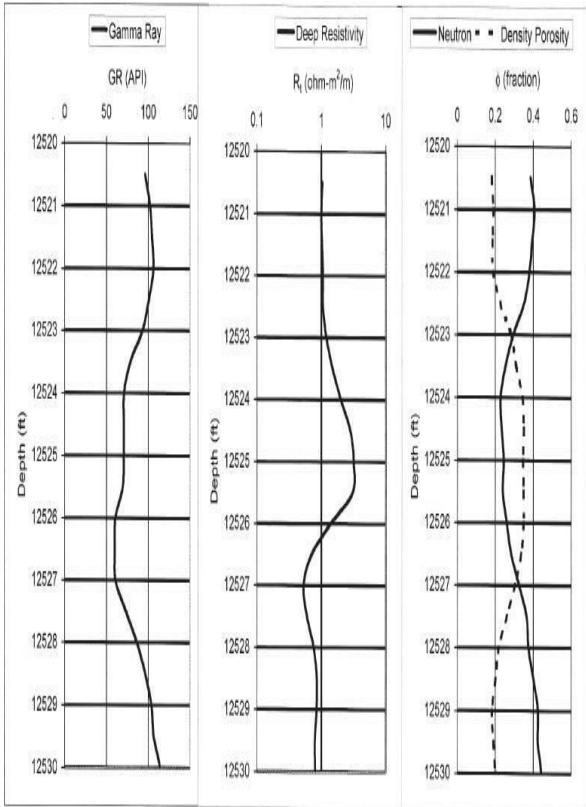 Gamma Ray
GR (API)
0 50 100 150
12520
12521
12522
12523
12524
12525
12526
12527
12528
12529
12530
Depth (ft)
Deep Resistivity
Rt (ohm-m²/m)
0.1 1 10
12520
12521
12522
12523
12524
12525
12526
12527
12528
12529
12530
Depth (ft)
Neutron Density Porosity
ϕ (fraction)
0 0.2 0.4 0.6
12520
12521
12522
12523
12524
12525
12526
12527
12528
12529
12530
Depth (ft)